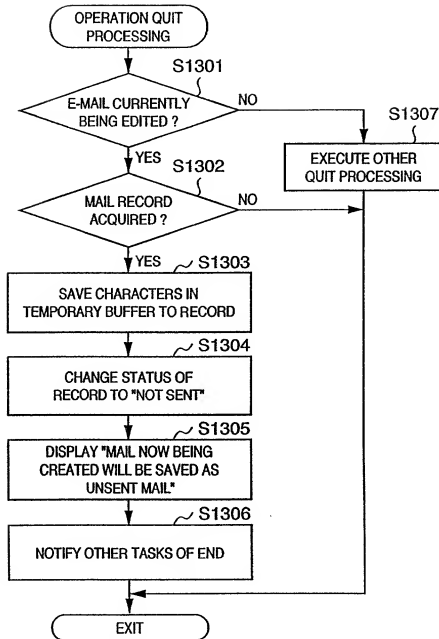 OPERATION QUIT
PROCESSING
S1301
E-MAIL CURRENTLY
BEING EDITED ?
NO
S1307
YES
S1302
EXECUTE OTHER
QUIT PROCESSING
MAIL RECORD
ACQUIRED ?
NO
YES
S1303
SAVE CHARACTERS IN
TEMPORARY BUFFER TO RECORD
S1304
CHANGE STATUS OF
RECORD TO "NOT SENT"
S1305
DISPLAY "MAIL NOW BEING
CREATED WILL BE SAVED AS
UNSENT MAIL"
S1306
NOTIFY OTHER TASKS OF END
EXIT